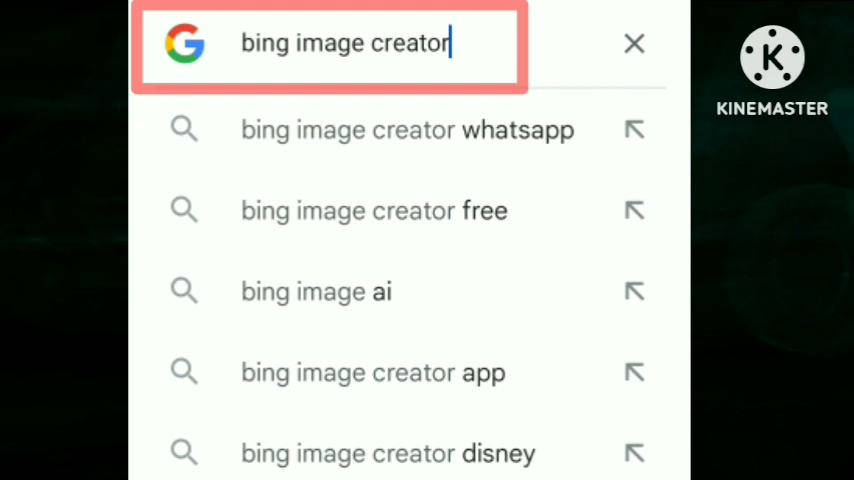 bing image creator
KINEMASTER
bing image creator whatsapp
bing image creator free
bing image ai
bing image creator app
bing image creator disney